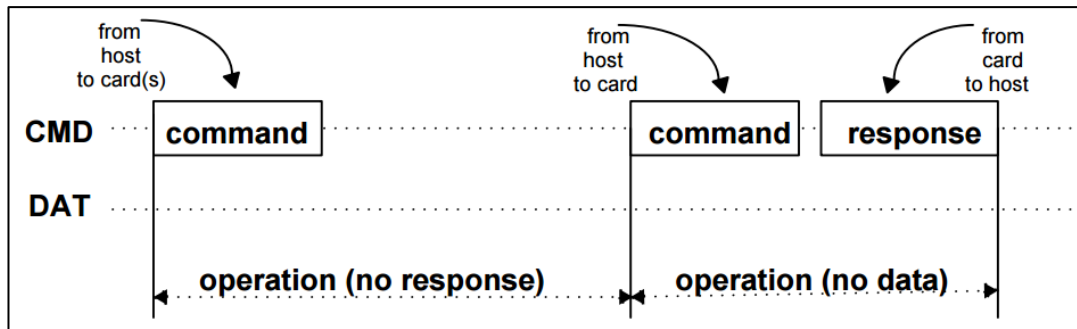 from
host
to card(s)
from
host
to card
from
card
to host
CMD
command
command
response
DAT
operation (no response)
operation (no data)